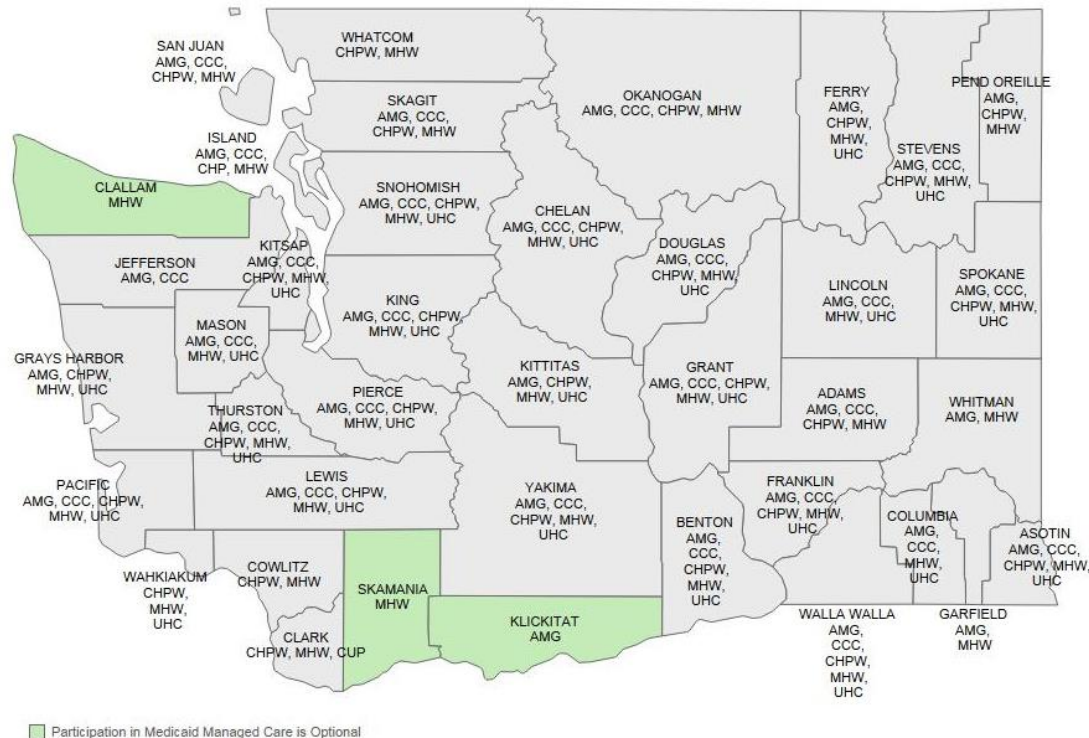 WHATCOM
CHPW, MHW
SAN JUAN
AMG, CCC,
CHPW, MHW
SKAGIT
AMG, CCC,
CHPW, MHW
OKANOGAN
AMG, CCC, CHPW, MHW
FERRY
AMG,
CHPW,
MHW,
UHC
PEND OREILLE
AMG,
CHPW,
MHW
STEVENS
AMG, CCC,
CHPW, MHW,
UHC
ISLAND
AMG, CCC,
CHP, MHW
CLALLAM
MHW
SNOHOMISH
AMG, CCC, CHPW,
MHW, UHC
CHELAN
AMG, CCC, CHPW,
MHW, UHC
DOUGLAS
AMG, CCC,
CHPW, MHW,
UHC
JEFFERSON
AMG, CCC
KITSAP
AMG, CCC,
CHPW, MHW,
UHC
KING
AMG, CCC, CHPW,
MHW, UHC
LINCOLN
AMG, CCC,
MHW, UHC
SPOKANE
AMG, CCC,
CHPW, MHW,
UHC
MASON
AMG, CCC,
MHW, UHC
GRAYS HARBOR
AMG, CHPW,
MHW, UHC
KITTITAS
AMG, CHPW,
MHW, UHC
GRANT
AMG, CCC, CHPW,
MHW, UHC
PIERCE
AMG, CCC, CHPW,
MHW, UHC
ADAMS
AMG, CCC,
CHPW, MHW
WHITMAN
AMG, MHW
THURSTON
AMG, CCC,
CHPW, MHW,
UHC
PACIFIC
AMG, CCC, CHPW,
MHW, UHC
LEWIS
AMG, CCC, CHPW,
MHW, UHC
YAKIMA
AMG, CCC,
CHPW, MHW,
UHC
FRANKLIN
AMG, CCC,
CHPW, MHW,
UHC
BENTON
AMG,
CCC,
CHPW,
MHW,
UHC
COLUMBIA
AMG,
CCC,
MHW,
UHC
ASOTIN
AMG, CCC,
CHPW, MHW,
UHC
WAHKIAKUM
CHPW,
MHW,
UHC
COWLITZ
CHPW, MHW
SKAMANIA
MHW
KLICKITAT
AMG
CLARK
CHPW, MHW, CUP
WALLA WALLA
AMG,
CCC,
CHPW,
MHW,
UHC
GARFIELD
AMG,
MHW
Participation in Medicaid Managed Care is Optional